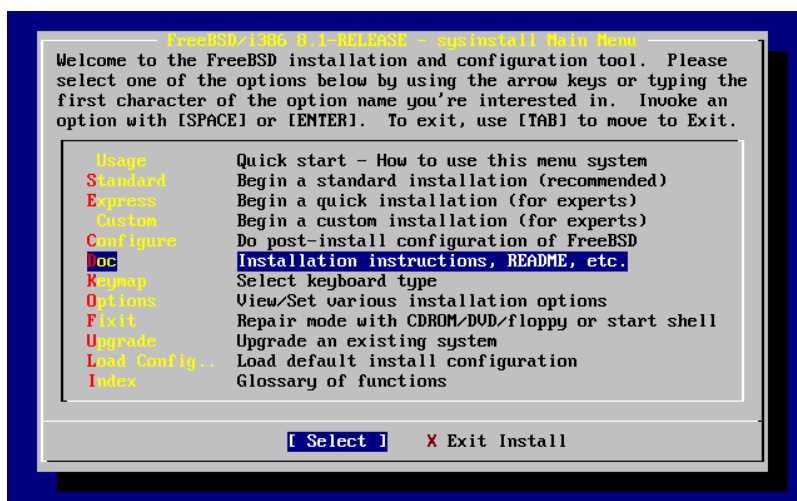 FreeBSD/i386 8.1-RELEASE - sysinstall Main Menu
Welcome to the FreeBSD installation and configuration tool.  Please
select one of the options below by using the arrow keys or typing the
first character of the option name you're interested in.  Invoke an
option with [SPACE] or [ENTER].  To exit, use [TAB] to move to Exit.
Usage Quick start - How to use this menu system
Standard Begin a standard installation (recommended)
Express Begin a quick installation (for experts)
Custom Begin a custom installation (for experts)
Configure Do post-install configuration of FreeBSD
Doc Installation instructions, README, etc.
Keymap Select keyboard type
Options View/Set various installation options
Fixit Repair mode with CDROM/DVD/floppy or start shell
Upgrade Upgrade an existing system
Load Config.. Load default install configuration
Index Glossary of functions
[ Select ] X Exit Install